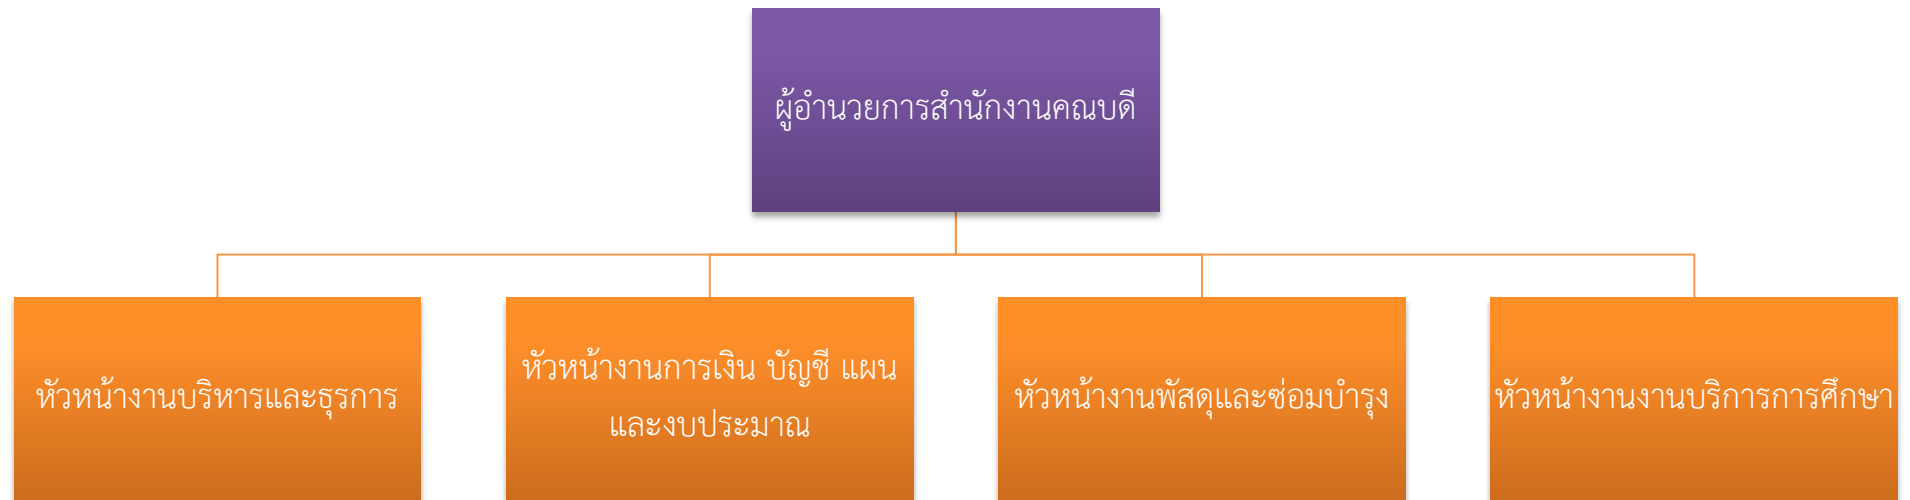 ผู้อำนวยการสำนักงานคณบดี
หัวหน้างานบริหารและธุรการ
หัวหน้างานการเงิน บัญชี แผน
และงบประมาณ
หัวหน้างานพัสดุและซ่อมบำรุง
หัวหน้างานงานบริการการศึกษา